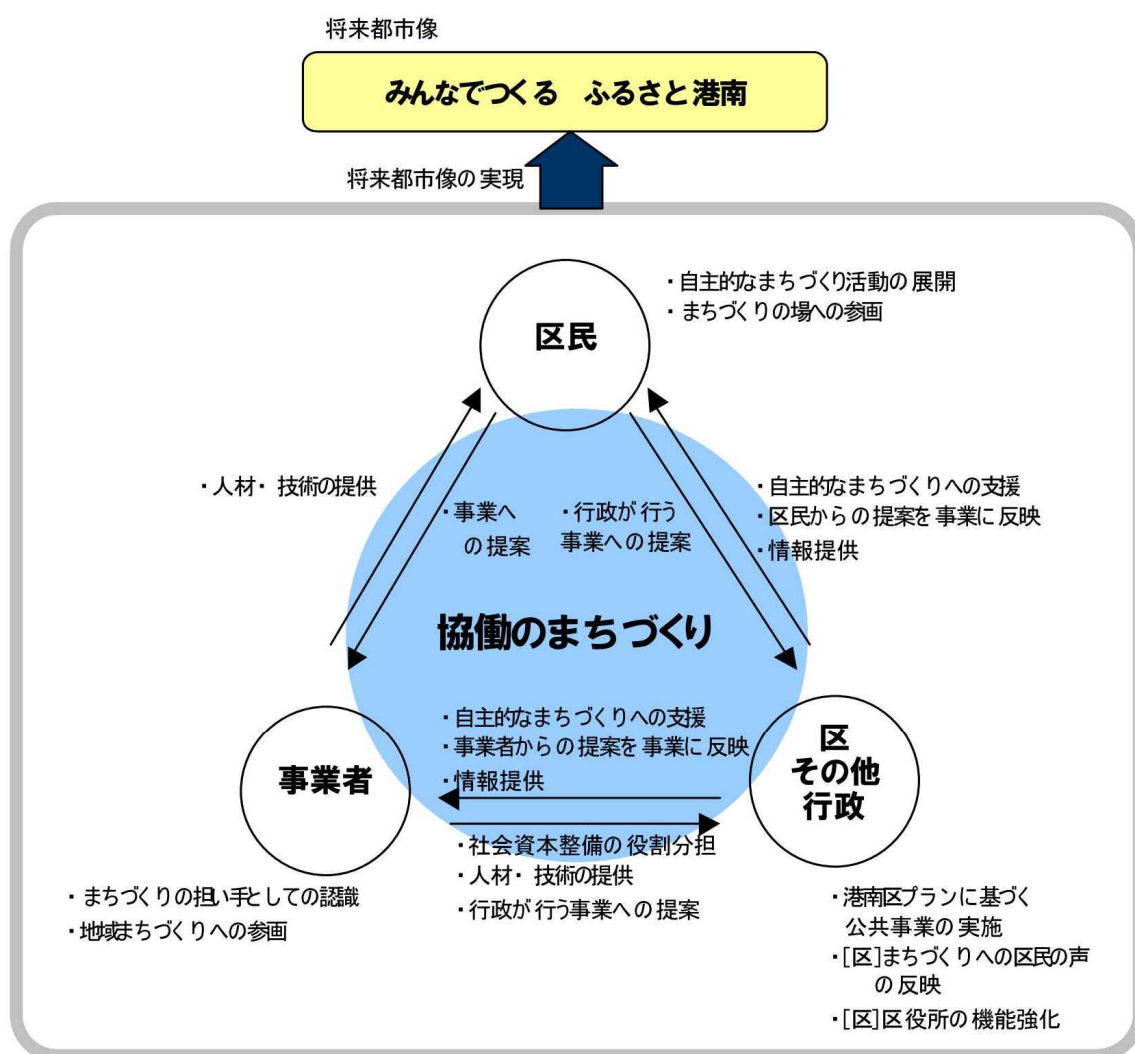 将来都市像
みんなでつくる　ふるさと港南
将来都市像の実現
区民
・自主的なまちづくり活動の展開
・まちづくりの場への参画
・人材・技術の提供
・事業へ
の提案
・行政が行う
事業への提案
・自主的なまちづくりへの支援
・区民からの提案を事業に反映
・情報提供
協働のまちづくり
・自主的なまちづくりへの支援
・事業者からの提案を事業に反映
・情報提供
事業者
区
その他
行政
・社会資本整備の役割分担
・人材・技術の提供
・行政が行う事業への提案
・まちづくりの担い手としての認識
・地域まちづくりへの参画
・港南区プランに基づく
公共事業の実施
・[区]まちづくりへの区民の声
の反映
・[区]区役所の機能強化